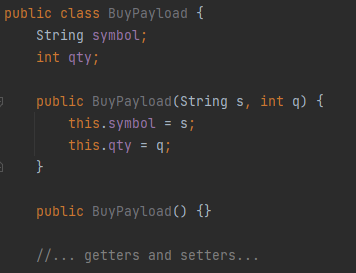 public class BuyPayload {
    String symbol;
    int qty;

    public BuyPayload(String s, int q) {
        this.symbol = s;
        this.qty = q;
    }

    public BuyPayload() {}

    //... getters and setters...